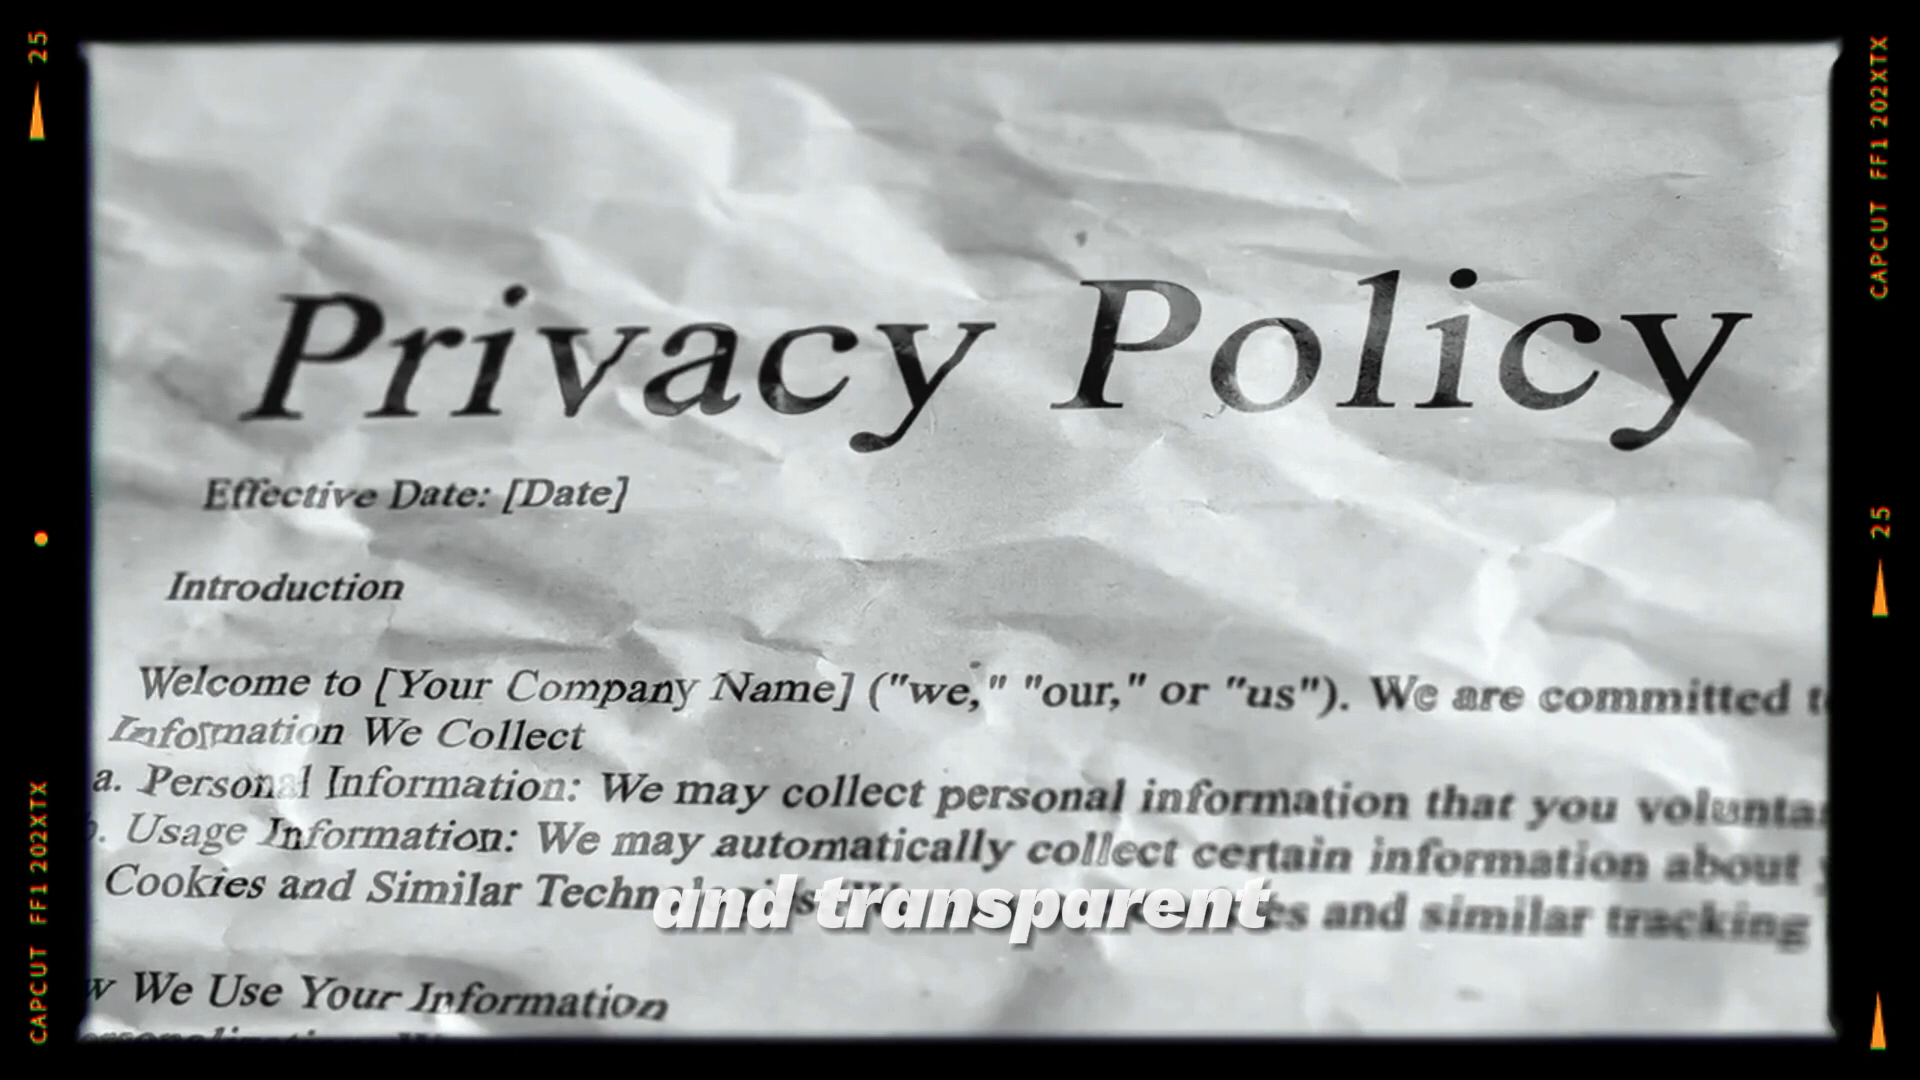 25
CAPCUT FF1 202XTX
Privacy Policy
Effective Date: [Date]
Introduction
25
Welcome to [Your Company Name] ("we," "our," or "us"). We are committed
Information We Collect
a. Personal Information: We may collect personal information that you
. Usage Information: We may automatically collect certain information about
Cookies and Similar and similar tracking
and transparent
We Use Your Information
CAPCUT FF1 202XTX